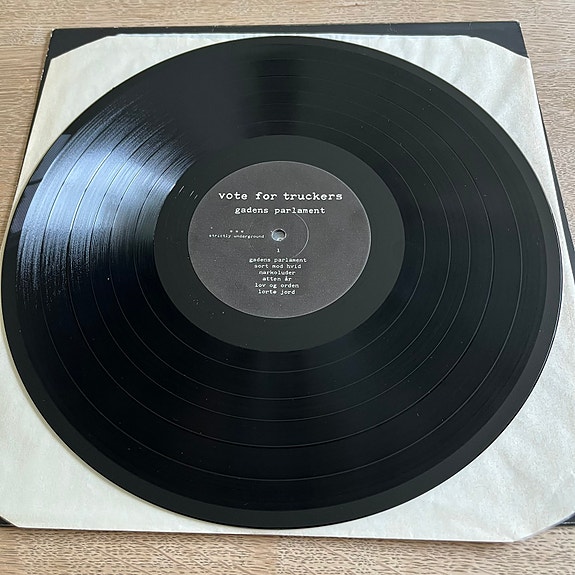 vote for truckers
gadens parlament
strictly underground
1
gadens parlament
sort mod hvid
narkoluder
atten år
lov og orden
lorte jord